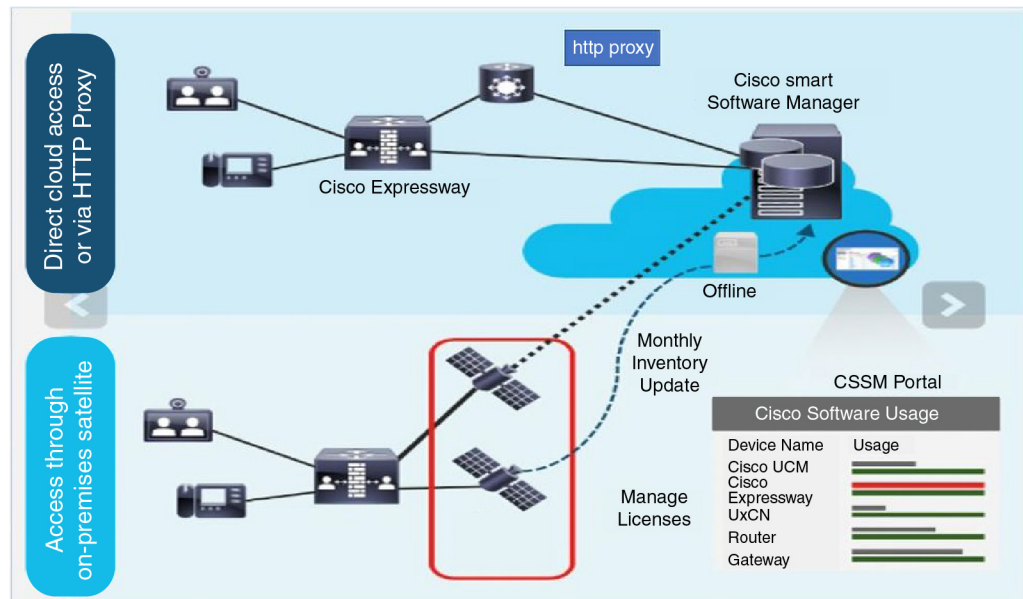 Direct cloud access
or via HTTP Proxy
http proxy
Cisco smart
Software Manager
Cisco Expressway
Offline
Access through
on-premises satellite
Monthly
Inventory
Update
Manage
Licenses
CSSM Portal
Cisco Software Usage
Device Name Usage
Cisco UCM
Cisco
Expressway
UxCN
Router
Gateway